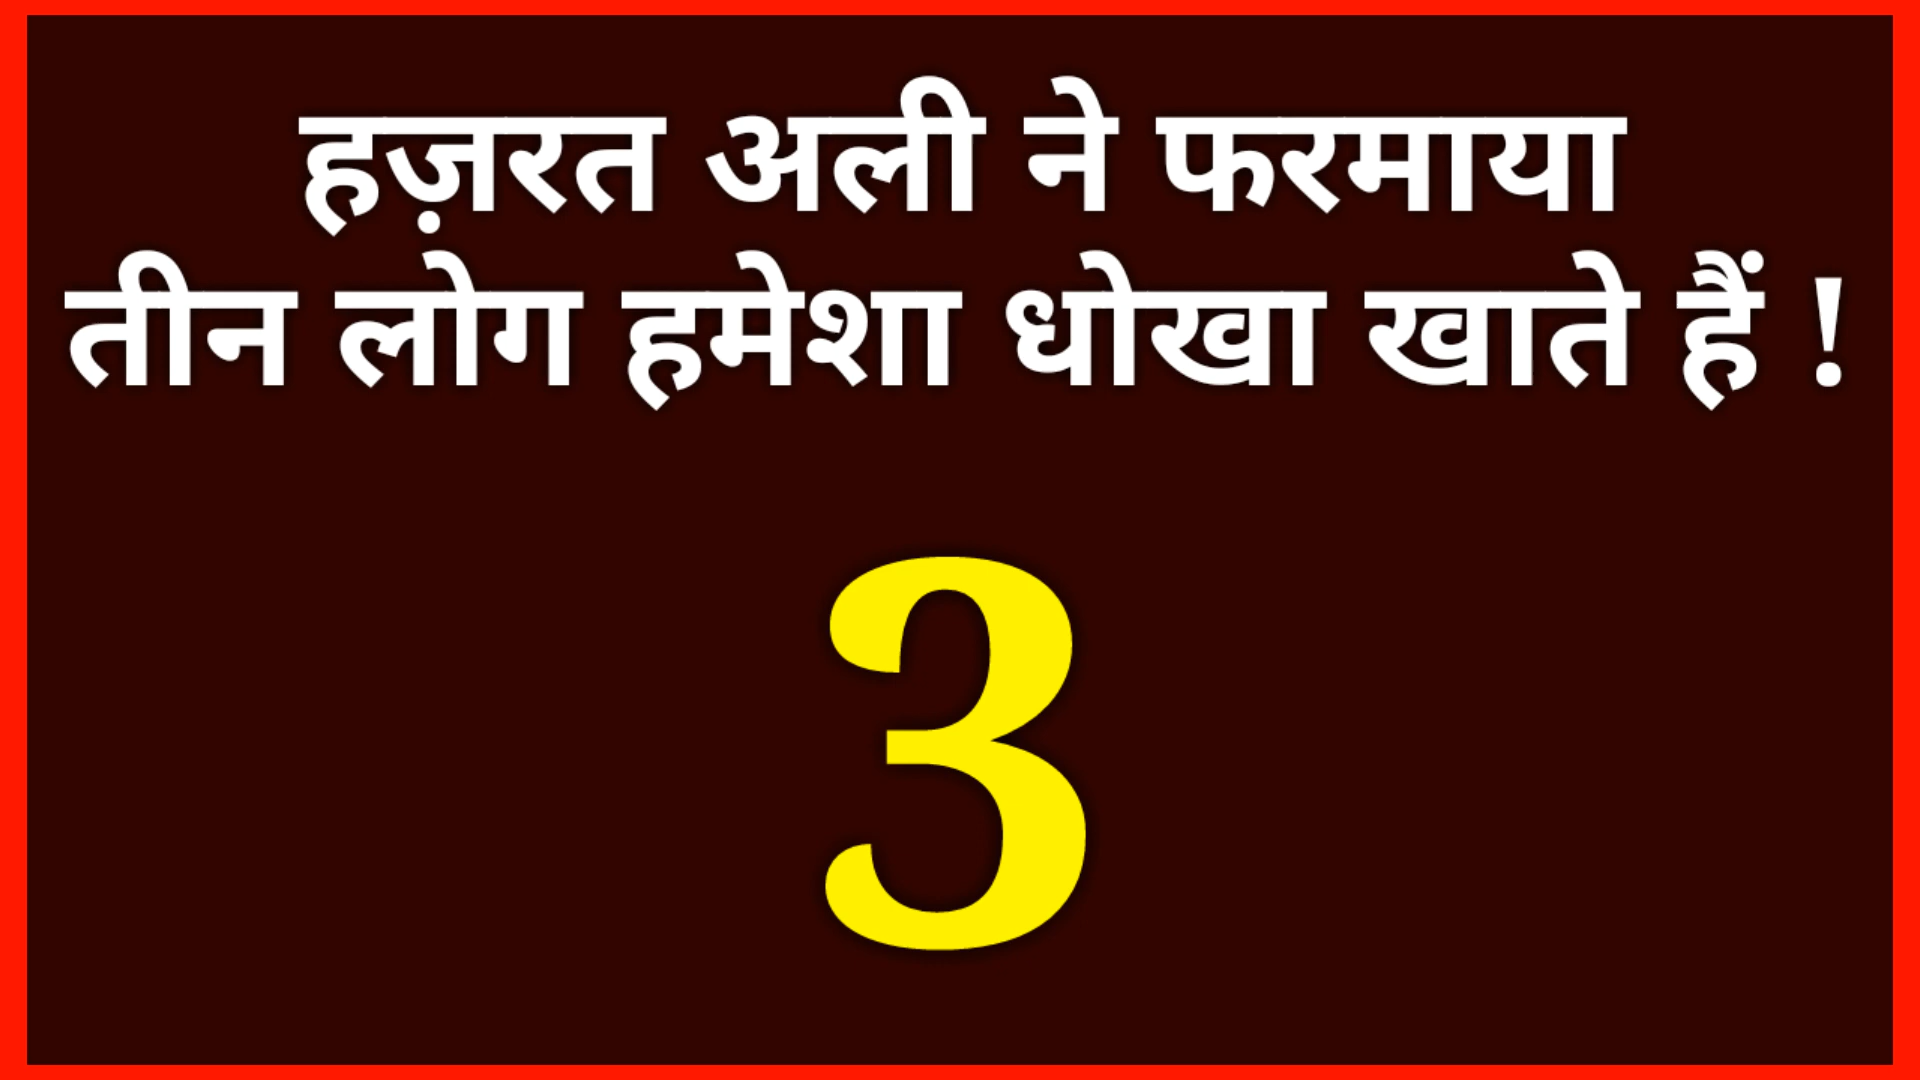 हज़रत अली ने फरमाया
तीन लोग हमेशा धोखा खाते हैं !
3